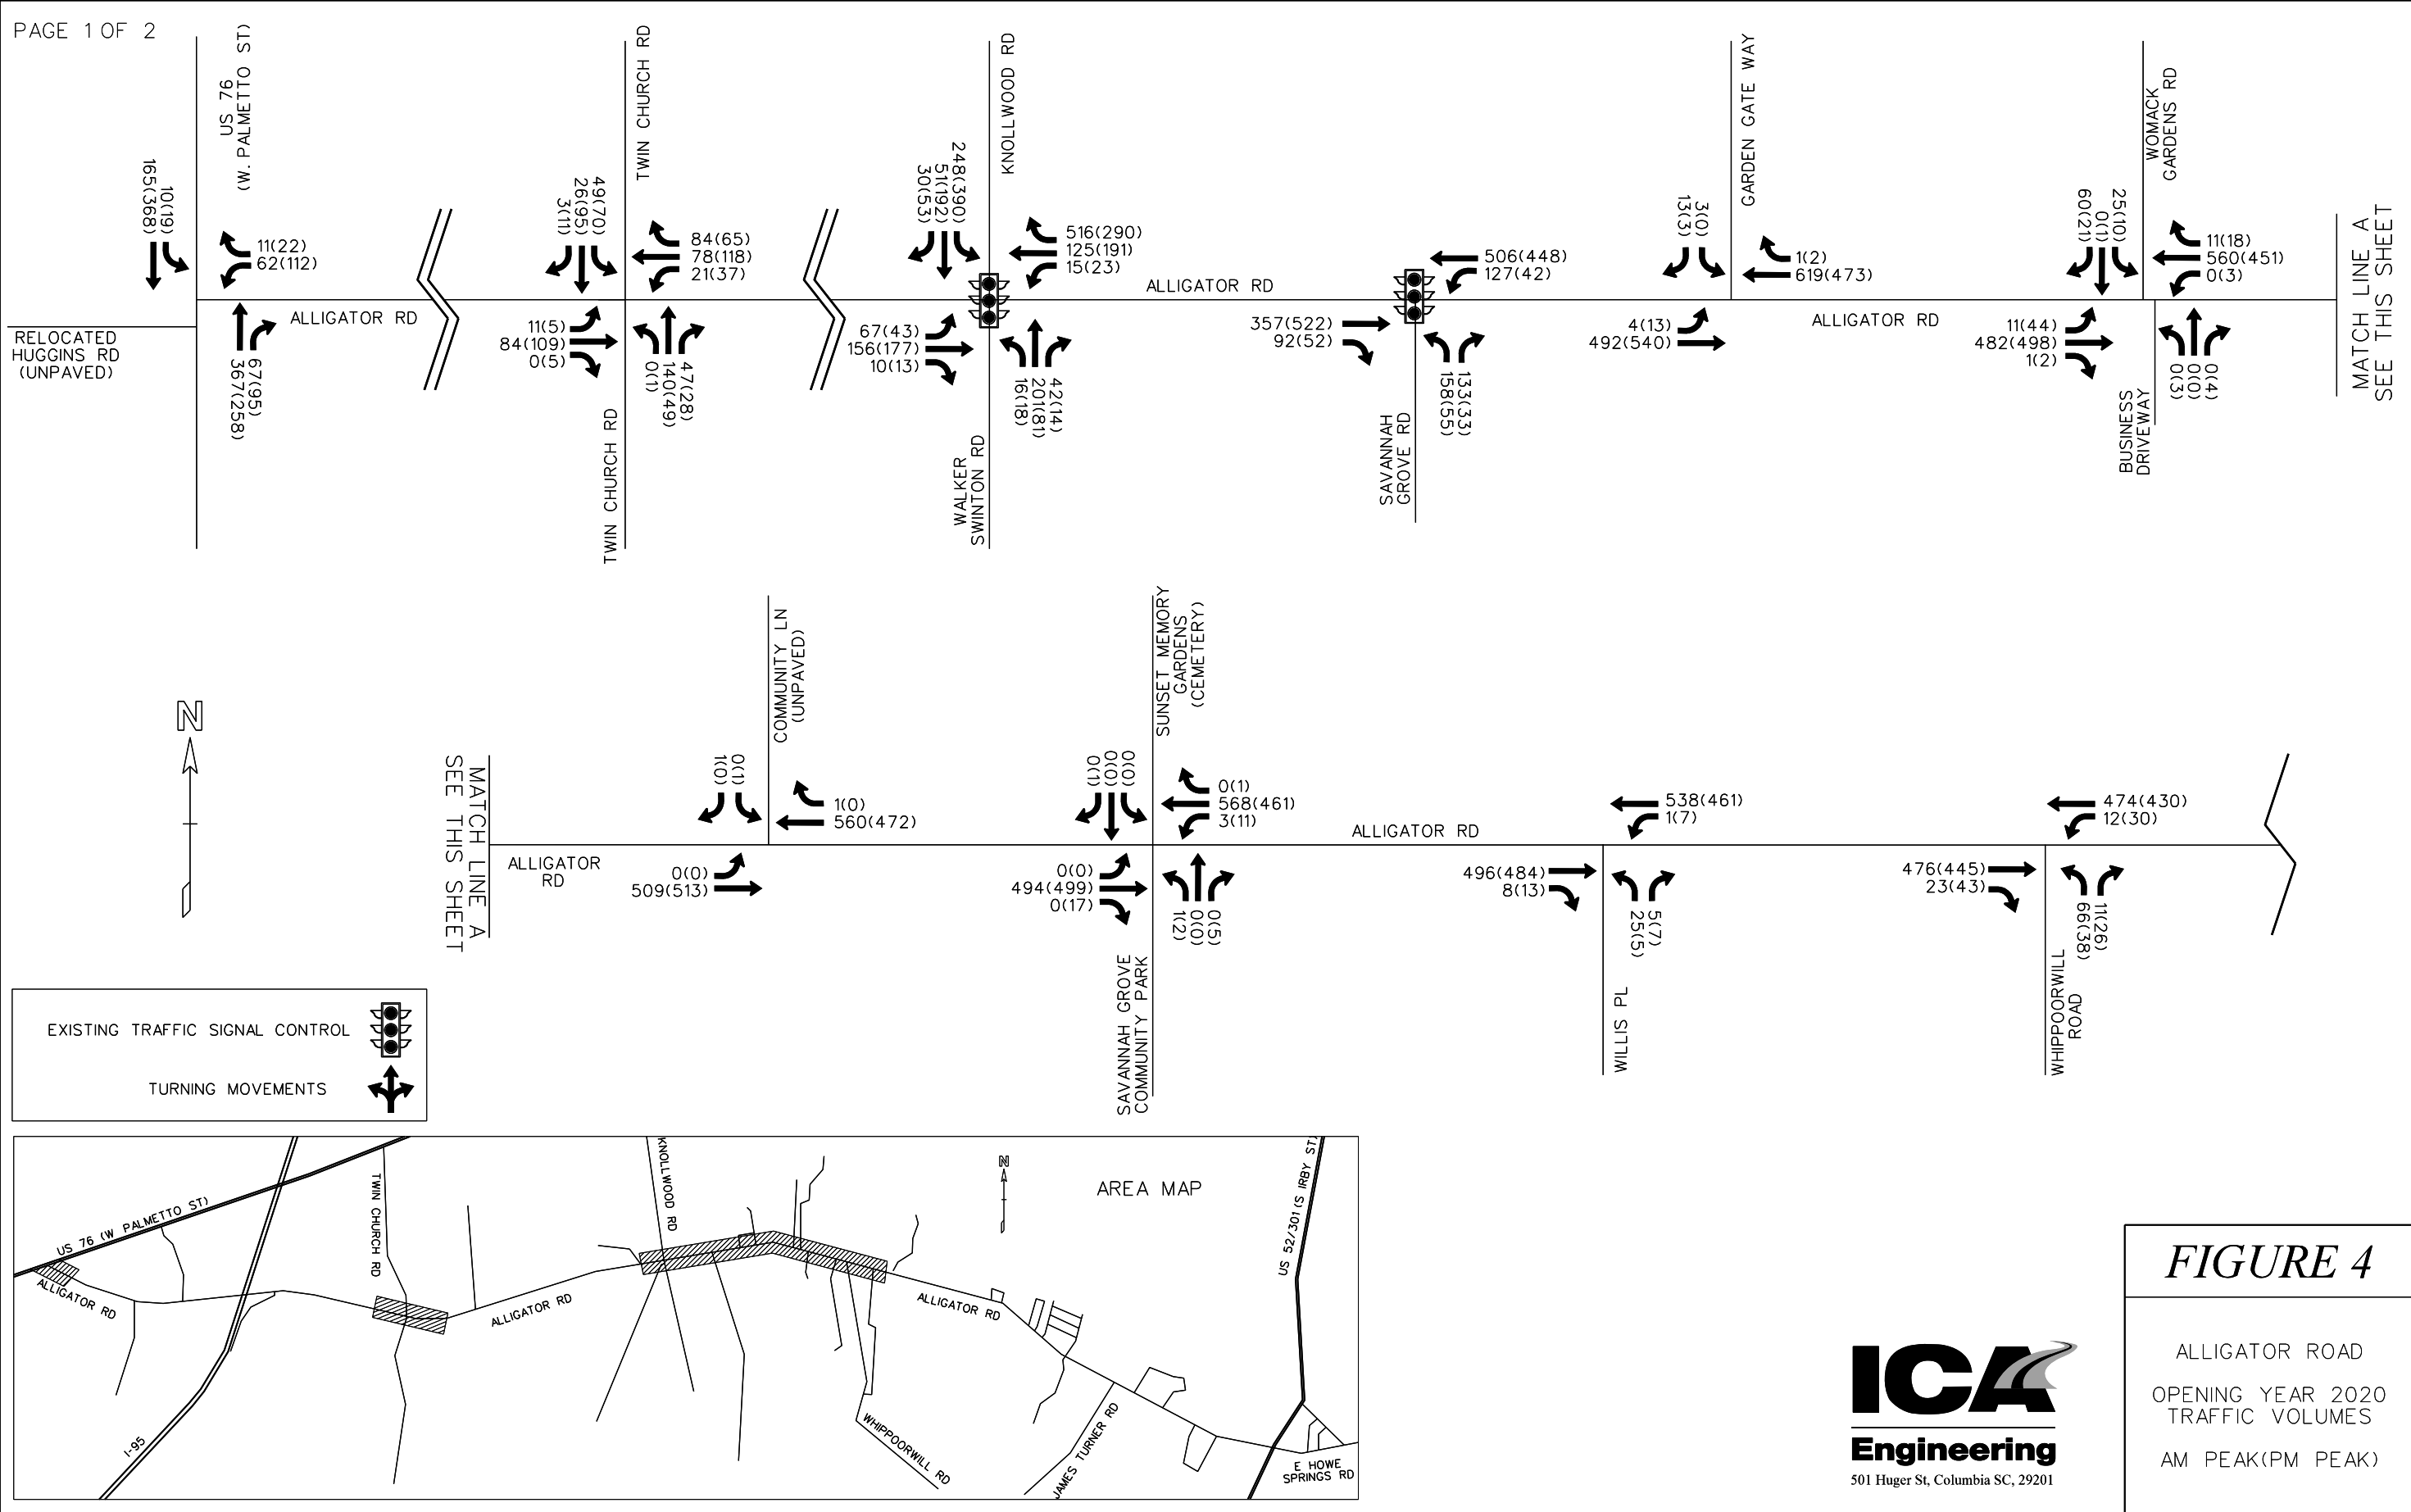 PAGE 1 OF 2
US 76
(W. PALMETTO ST)
165(368)
10(19)
11(22)
62(112)
367(258)
67(95)
RELOCATED
HUGGINS RD
(UNPAVED)
ALLIGATOR RD
TWIN CHURCH RD
3(11)
26(95)
49(70)
84(65)
78(118)
21(37)
11(5)
84(109)
0(5)
0(1)
140(49)
47(28)
TWIN CHURCH RD
KNOLLWOOD RD
30(53)
51(192)
248(390)
516(290)
125(191)
15(23)
67(43)
156(177)
10(13)
16(18)
201(81)
42(14)
WALKER
SWINTON RD
ALLIGATOR RD
506(448)
127(42)
357(522)
92(52)
158(55)
133(33)
SAVANNAH
GROVE RD
GARDEN GATE WAY
13(3)
3(0)
1(2)
619(473)
4(13)
492(540)
ALLIGATOR RD
WOMACK
GARDENS RD
60(21)
0(1)
25(10)
11(18)
560(451)
0(3)
11(44)
482(498)
1(2)
0(3)
0(0)
0(4)
BUSINESS
DRIVEWAY
MATCH LINE A
SEE THIS SHEET
N
MATCH LINE A
SEE THIS SHEET
ALLIGATOR
RD
COMMUNITY LN
(UNPAVED)
1(0)
0(1)
1(0)
560(472)
0(0)
509(513)
SUNSET MEMORY
GARDENS
(CEMETERY)
0(1)
0(0)
0(0)
0(1)
568(461)
3(11)
0(0)
494(499)
0(17)
1(2)
0(0)
0(5)
SAVANNAH GROVE
COMMUNITY PARK
ALLIGATOR RD
538(461)
1(7)
496(484)
8(13)
25(5)
5(7)
WILLIS PL
474(430)
12(30)
476(445)
23(43)
66(38)
11(26)
WHIPPOORWILL
ROAD
EXISTING TRAFFIC SIGNAL CONTROL
TURNING MOVEMENTS
AREA MAP
N
US 76 (W PALMETTO ST)
ALLIGATOR RD
I-95
TWIN CHURCH RD
ALLIGATOR RD
KNOLLWOOD RD
ALLIGATOR RD
WHIPPOORWILL RD
JAMES TURNER RD
US 52/301 (S IRBY ST)
E HOWE
SPRINGS RD
ICA
Engineering
501 Huger St, Columbia SC, 29201
FIGURE 4
ALLIGATOR ROAD
OPENING YEAR 2020
TRAFFIC VOLUMES
AM PEAK(PM PEAK)